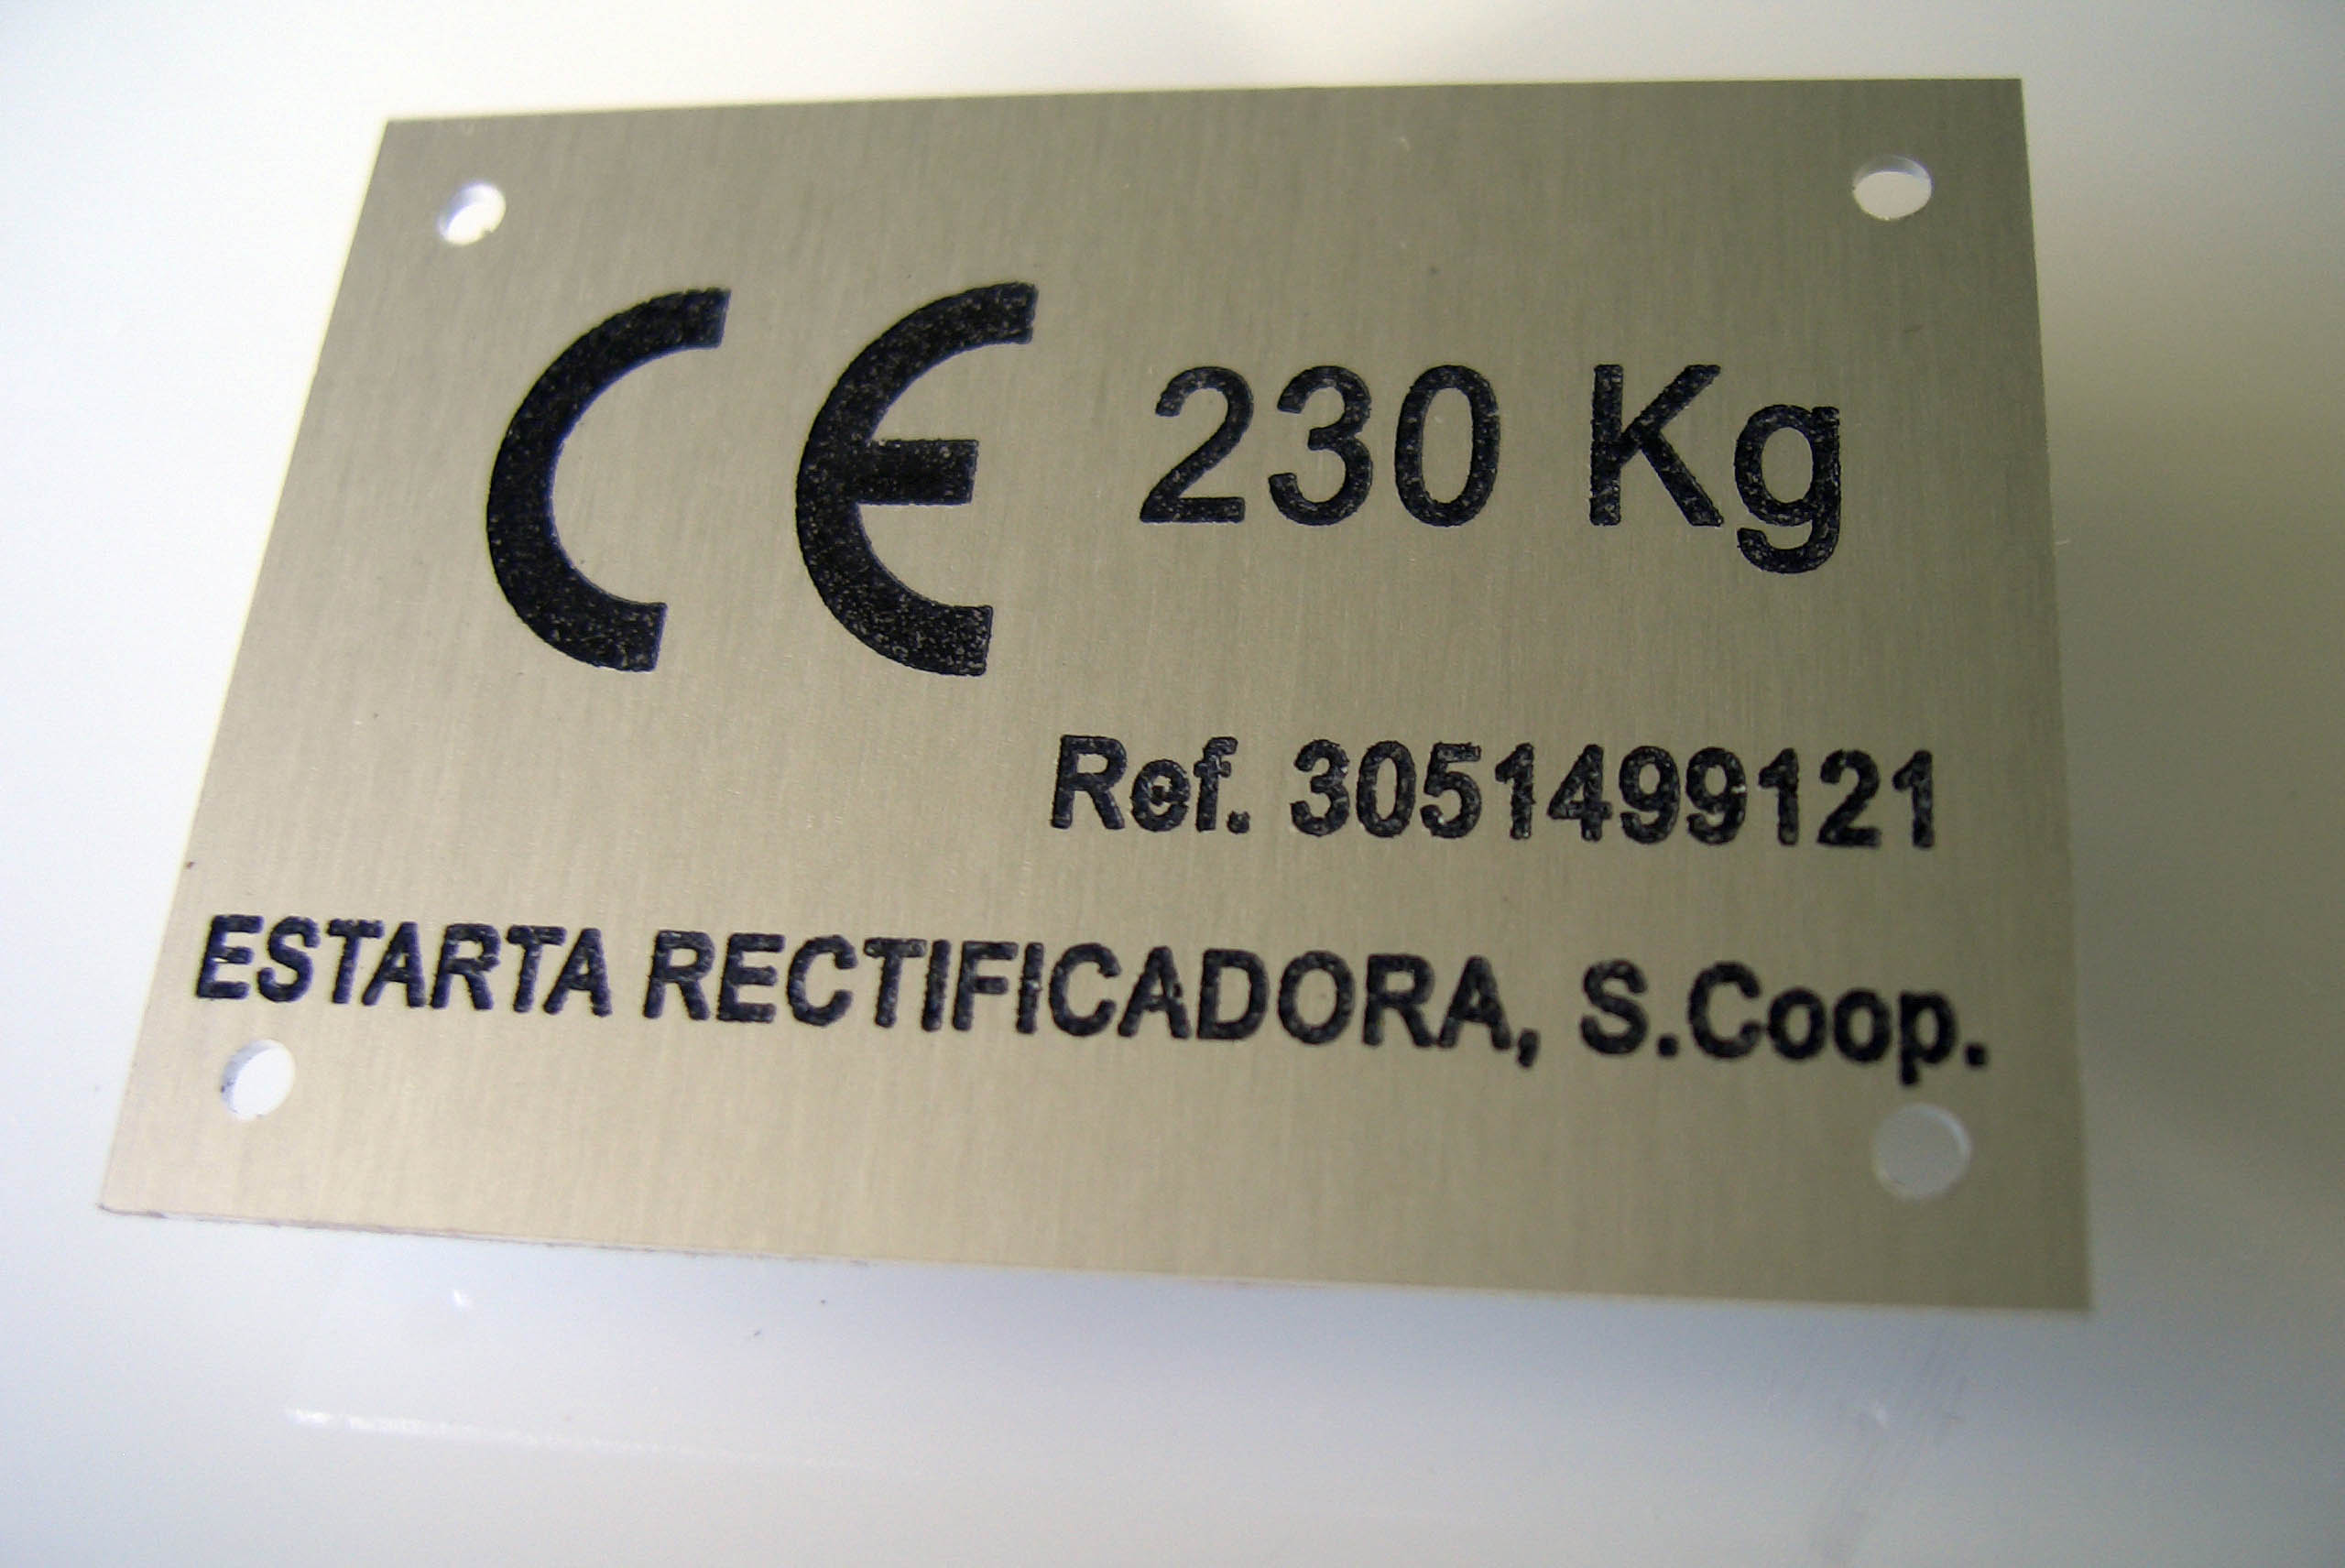 CE 230 Kg
Ref. 3051499121
ESTARTA RECTIFICADORA, S.Coop.